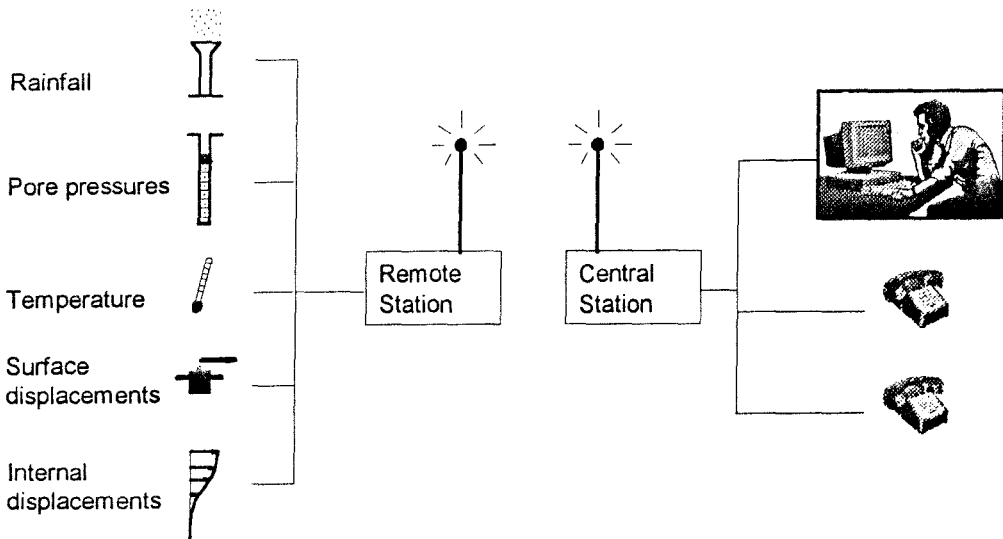 Rainfall
Pore pressures
Temperature
Surface
displacements
Internal
displacements
Remote
Station
Central
Station